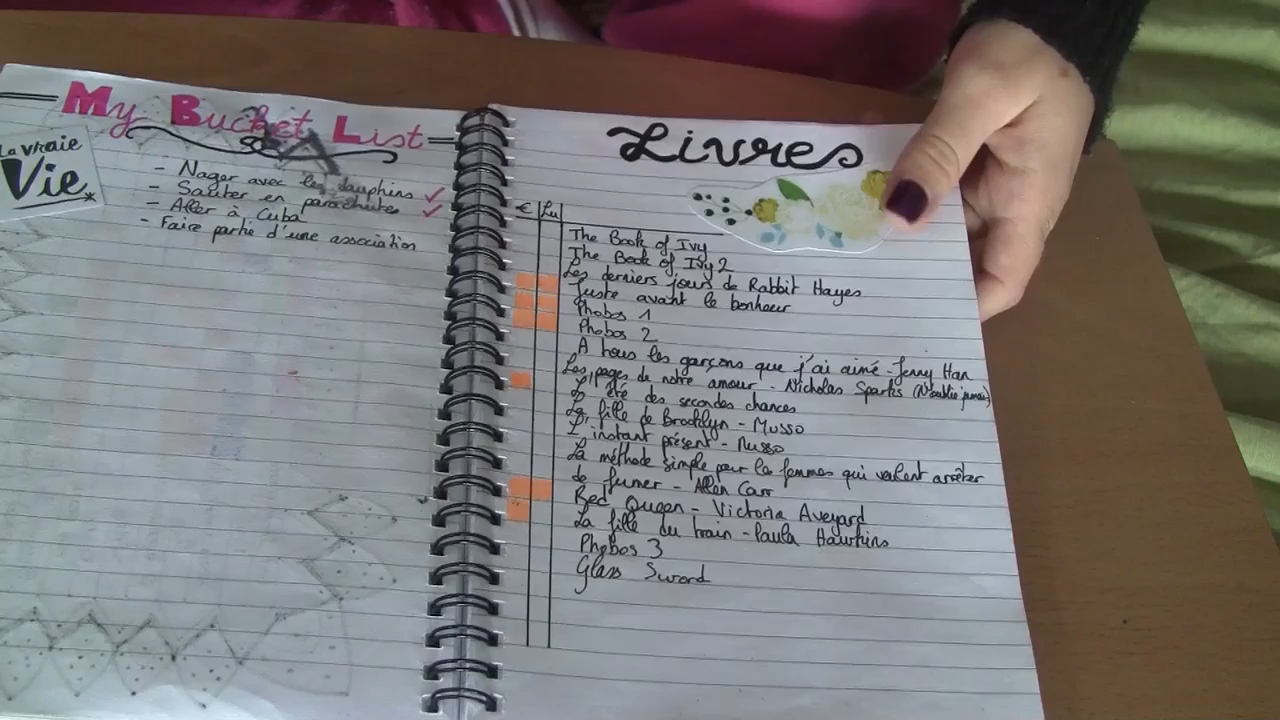 My Bucket List
La vraie
Vie
- Nager avec les dauphins ✓
- Sauter en parachute ✓
- Aller à Cuba
- Faire partie d'une association
Livres
€ Lu
The Book of Ivy
The Book of Ivy 2
Les derniers jours de Rabbit Hayes
Juste avant le bonheur
Phobos 1
Phobos 2
A tous les garçons que j'ai aimé - Jenny Han
Les pages de notre amour - Nicholas Sparks (N'oublie jamais)
L'été des secondes chances
La fille de Brooklyn - Musso
L'instant présent - Musso
La méthode simple pour les femmes qui veulent arrêter
de fumer - Allen Carr
Red Queen - Victoria Aveyard
La fille du train - Paula Hawkins
Phobos 3
Glass Sword